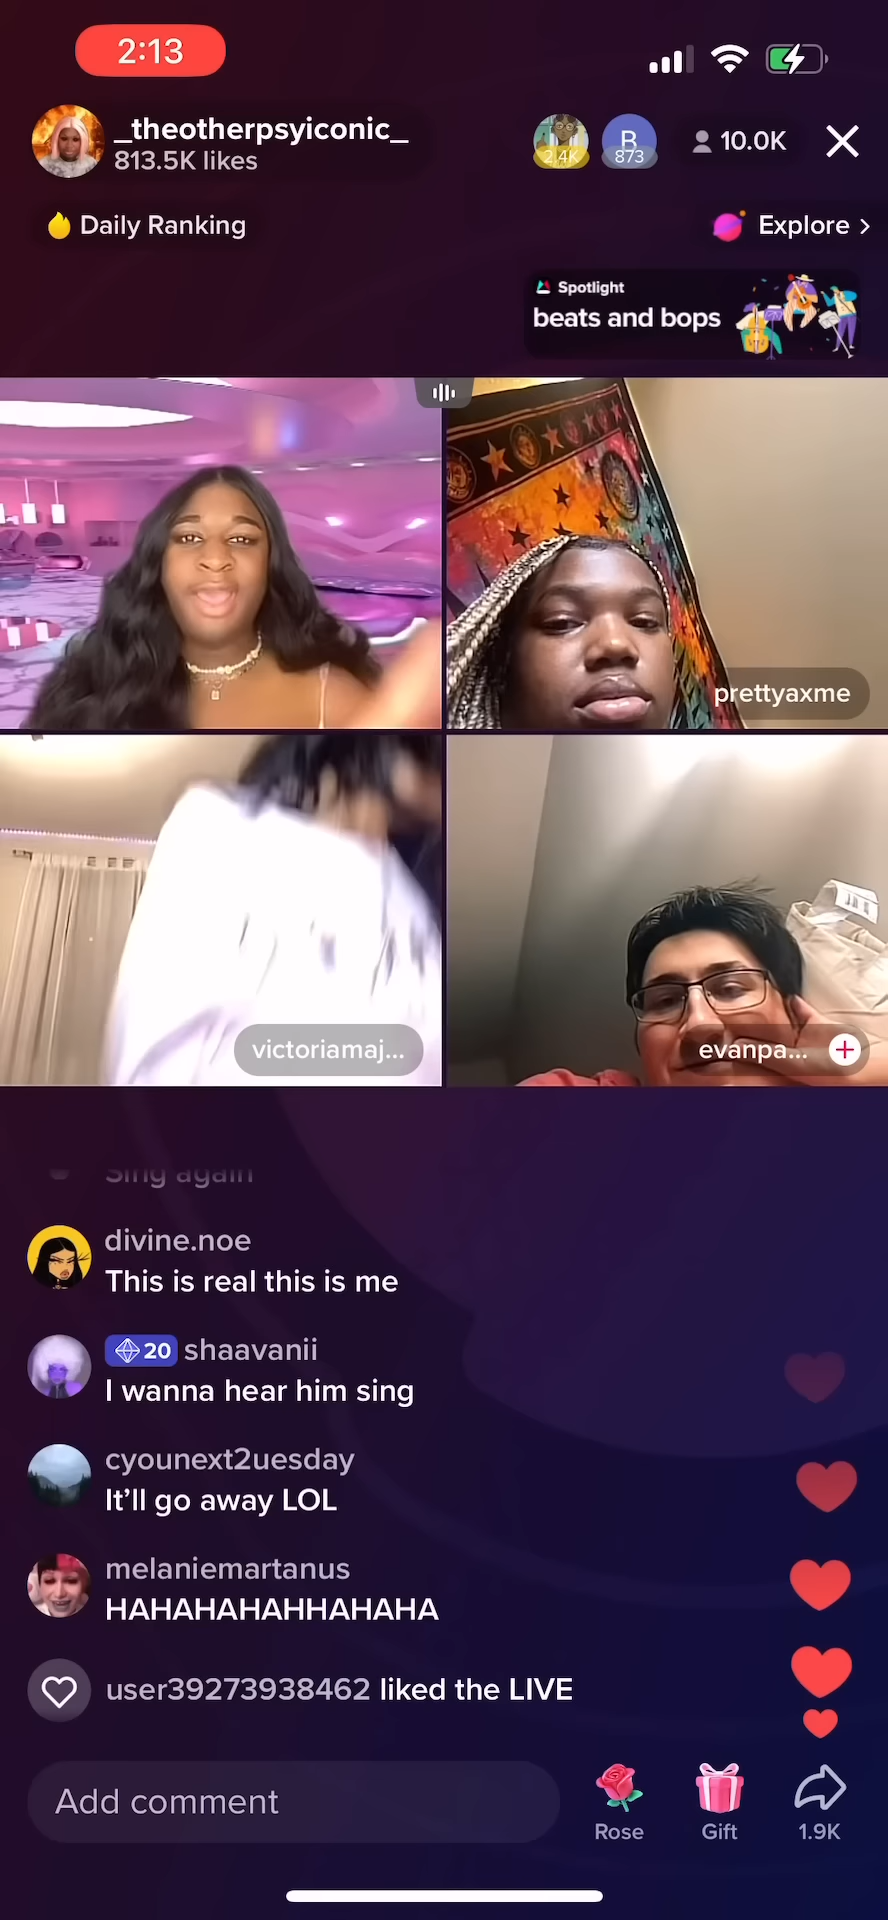 2:13
_theotherpsyiconic_
813.5K likes
2.4K
B
873
10.0K
Daily Ranking
Explore >
Spotlight
beats and bops
prettyaxme
victoriamaj...
evanpa...
Sing again
divine.noe
This is real this is me
20 shaavanii
I wanna hear him sing
cyounext2uesday
It’ll go away LOL
melaniemartanus
HAHAHAHAHHAHAHA
user39273938462 liked the LIVE
Add comment
Rose
Gift
1.9K